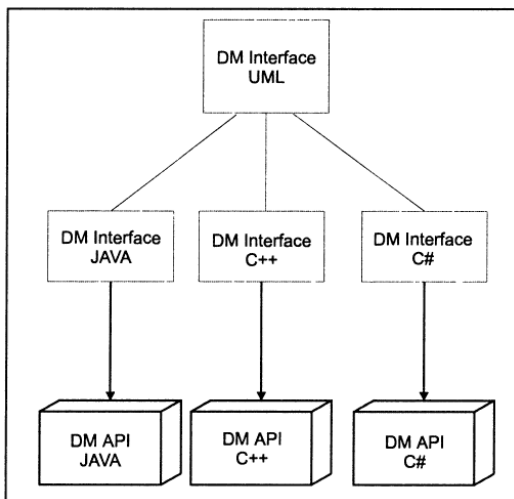 DM Interface
UML
DM Interface
JAVA
DM Interface
C++
DM Interface
C#
DM API
JAVA
DM API
C++
DM API
C#